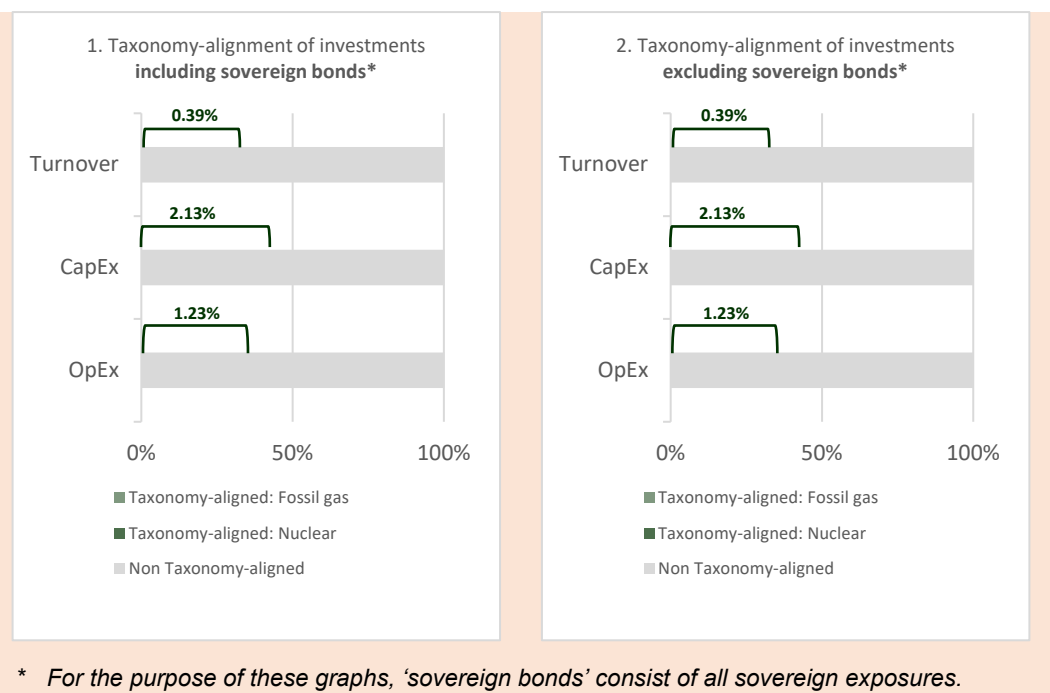 1. Taxonomy-alignment of investments
including sovereign bonds*
0.39%
Turnover
2.13%
CapEx
1.23%
OpEx
0%
50%
100%
Taxonomy-aligned: Fossil gas
Taxonomy-aligned: Nuclear
Non Taxonomy-aligned
2. Taxonomy-alignment of investments
excluding sovereign bonds*
0.39%
Turnover
2.13%
CapEx
1.23%
OpEx
0%
50%
100%
Taxonomy-aligned: Fossil gas
Taxonomy-aligned: Nuclear
Non Taxonomy-aligned
* For the purpose of these graphs, ‘sovereign bonds’ consist of all sovereign exposures.